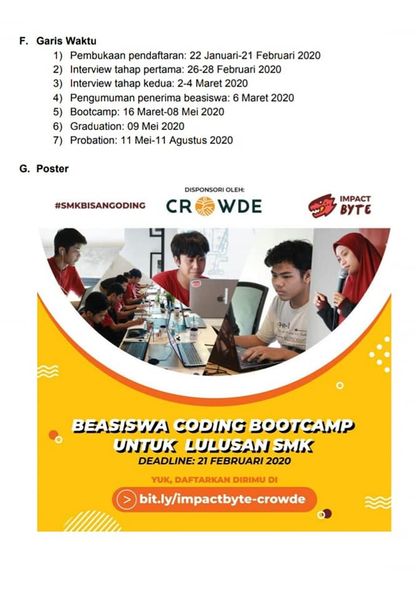 F. Garis Waktu
1) Pembukaan pendaftaran: 22 Januari-21 Februari 2020
2) Interview tahap pertama: 26-28 Februari 2020
3) Interview tahap kedua: 2-4 Maret 2020
4) Pengumuman penerima beasiswa: 6 Maret 2020
5) Bootcamp: 16 Maret-08 Mei 2020
6) Graduation: 09 Mei 2020
7) Probation: 11 Mei-11 Agustus 2020
G. Poster
DISPONSORI OLEH:
#SMKBISANGODING
CROWDE
IMPACT
BYTE
BEASISWA CODING BOOTCAMP
UNTUK LULUSAN SMK
DEADLINE: 21 FEBRUARI 2020
YUK, DAFTARKAN DIRIMU DI
bit.ly/impactbyte-crowde